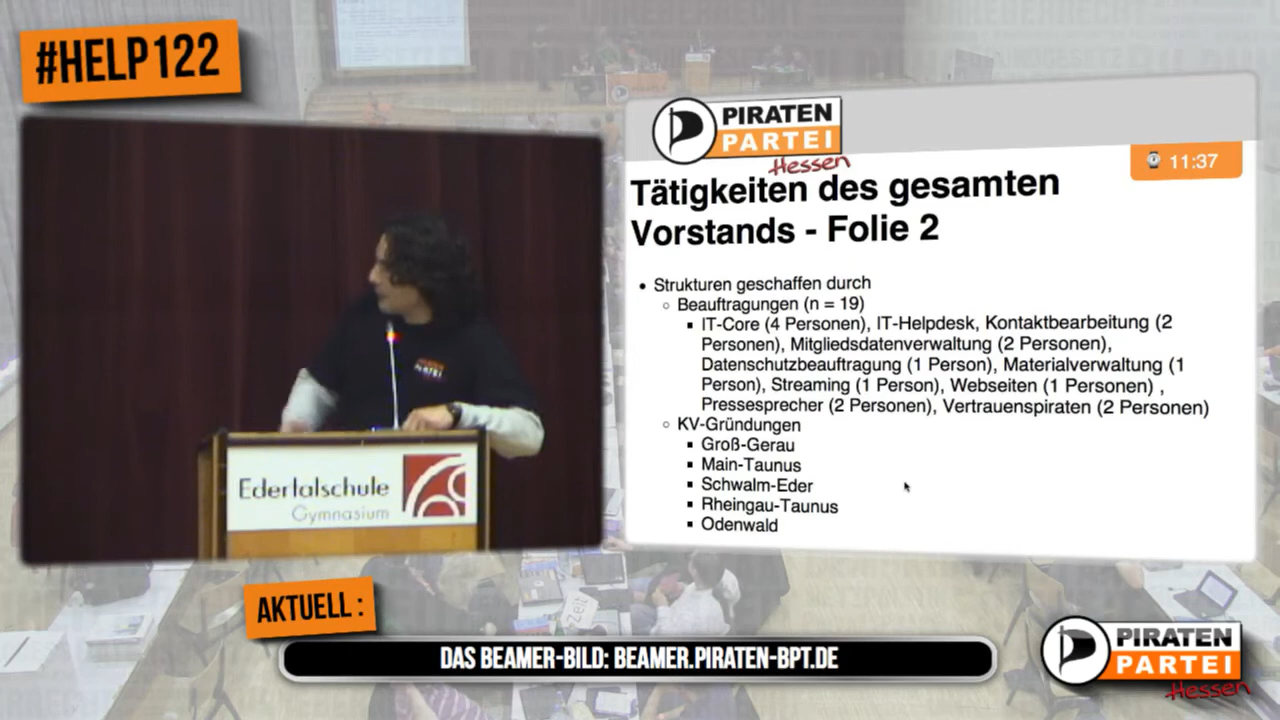 #HELP122
PIRATEN
PARTEI
Hessen
11:37
Tätigkeiten des gesamten
Vorstands - Folie 2
• Strukturen geschaffen durch
Beauftragungen (n = 19)
IT-Core (4 Personen), IT-Helpdesk, Kontaktbearbeitung (2
Personen), Mitgliedsdatenverwaltung (2 Personen),
Datenschutzbeauftragung (1 Person), Materialverwaltung (1
Person), Streaming (1 Person), Webseiten (1 Personen) ,
Pressesprecher (2 Personen), Vertrauenspiraten (2 Personen)
KV-Gründungen
Groß-Gerau
Main-Taunus
Schwalm-Eder
Rheingau-Taunus
Odenwald
PIRATEN
PARTEI
Edertalschule
Gymnasium
AKTUELL :
DAS BEAMER-BILD: BEAMER.PIRATEN-BPT.DE
PIRATEN
PARTEI
Hessen